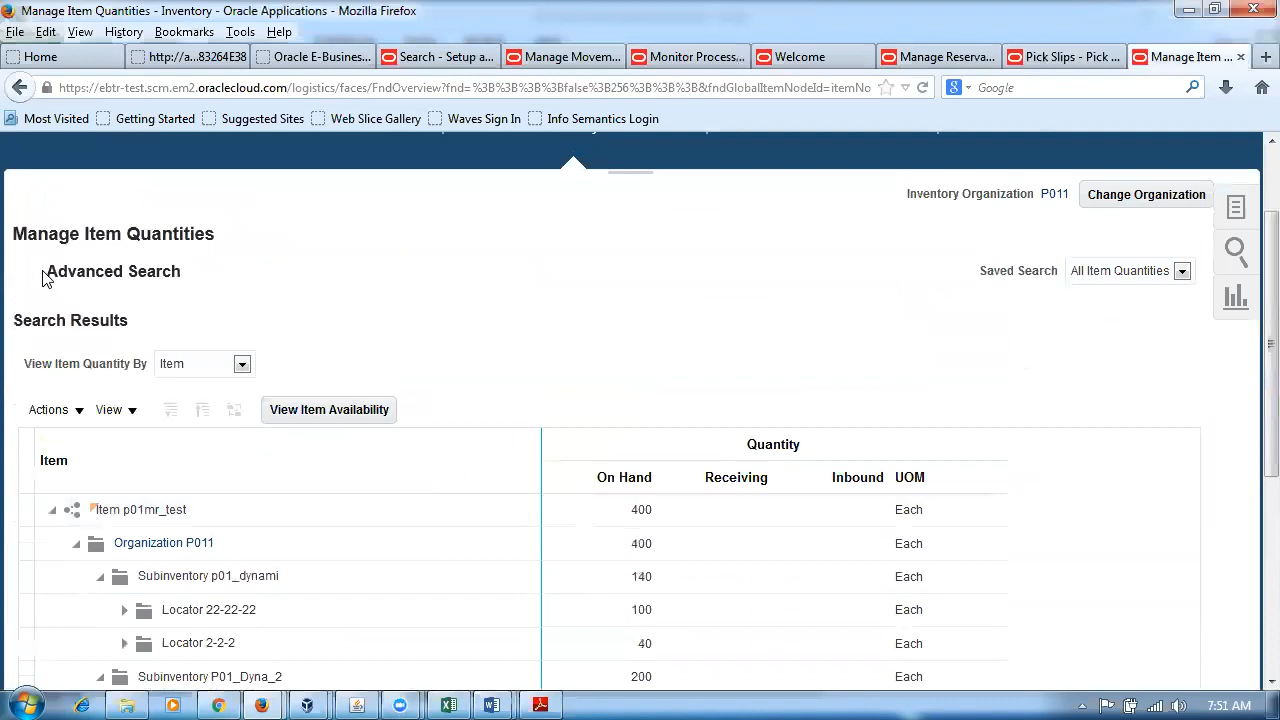 Manage Item Quantities - Inventory - Oracle Applications - Mozilla Firefox
File Edit View History Bookmarks Tools Help
Home http://p...83264E38 Oracle E-Business... Search - Setup a... Manage Movem... Monitor Process... Welcome Manage Reserva... Pick Slips - Pick ... Manage Item ...
https://ebtr-test.scm.em2.oraclecloud.com/logistics/faces/FndOverview?fnd=%3B%3B%3Bfalse%3B256%3B%3B%3B&fndGlobalItemNodeId=itemNo Google
Most Visited Getting Started Suggested Sites Web Slice Gallery Waves Sign In Info Semantics Login
Inventory Organization P011 Change Organization
Manage Item Quantities
Advanced Search Saved Search All Item Quantities
Search Results
View Item Quantity By Item
Actions View View Item Availability
Quantity
Item
On Hand Receiving Inbound UOM
Item p01mr_test 400 Each
Organization P011 400 Each
Subinventory p01_dynami 140 Each
Locator 22-22-22 100 Each
Locator 2-2-2 40 Each
Subinventory P01_Dyna_2 200 Each
7:51 AM